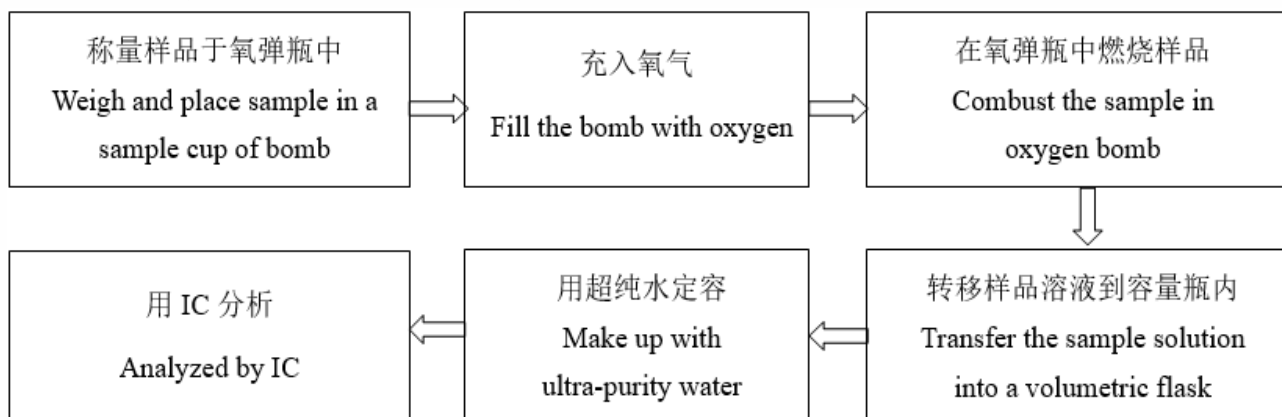 称量样品于氧弹瓶中
Weigh and place sample in a
sample cup of bomb
充入氧气
Fill the bomb with oxygen
在氧弹瓶中燃烧样品
Combust the sample in
oxygen bomb
转移样品溶液到容量瓶内
Transfer the sample solution
into a volumetric flask
用超纯水定容
Make up with
ultra-purity water
用 IC 分析
Analyzed by IC